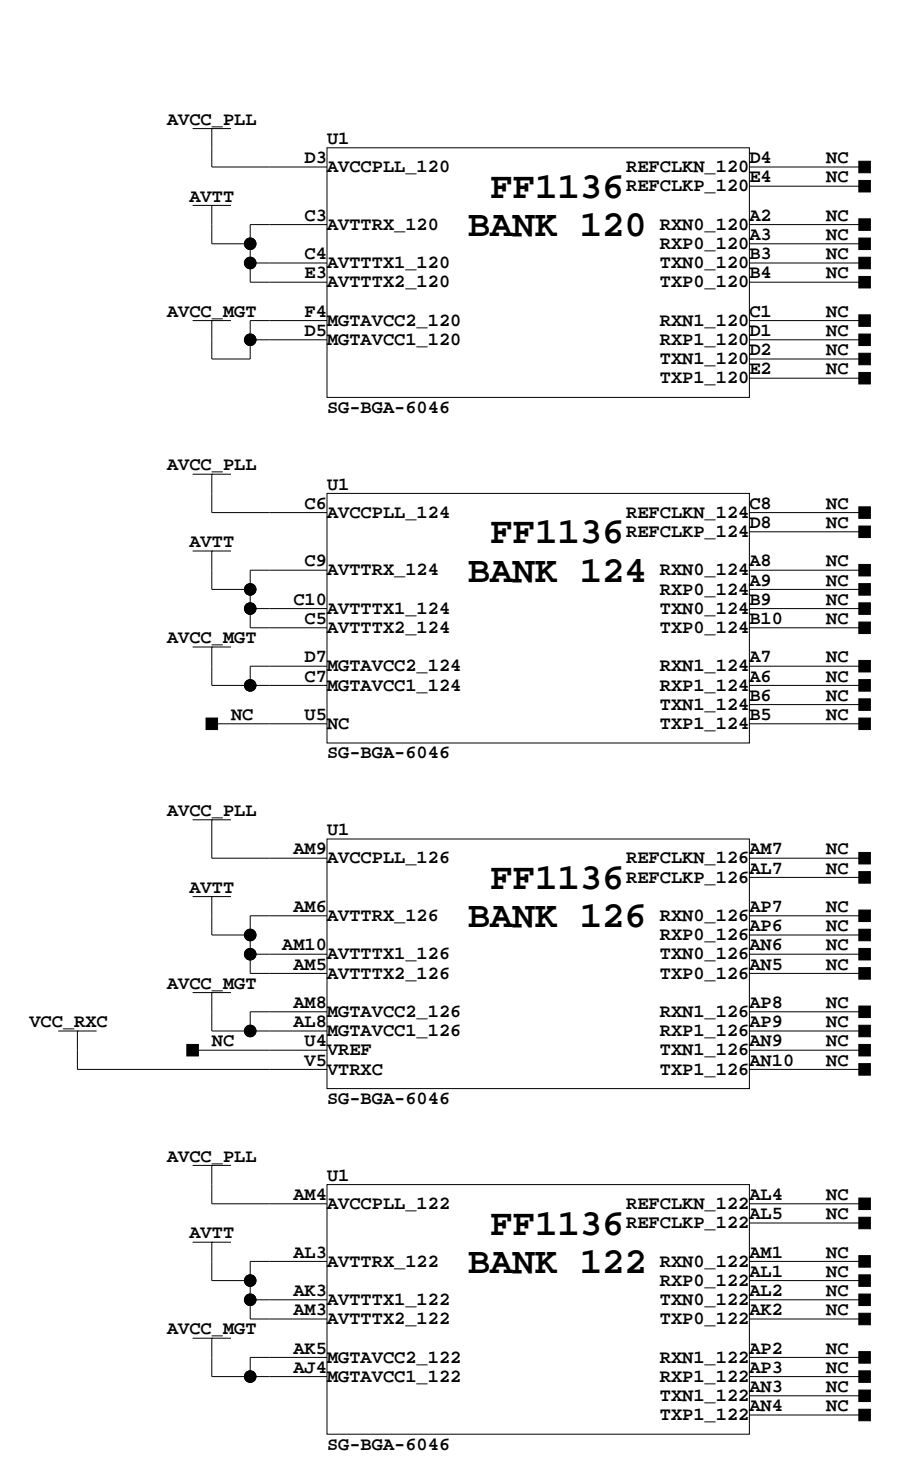 AVCC_PLL
U1
D3 AVCCPLL_120 REFCLKN_120 D4 NC
FF1136 REFCLKP_120 E4 NC
AVTT
C3 AVTTRX_120 BANK 120 RXN0_120 A2 NC
RXP0_120 A3 NC
C4 AVTTTX1_120 TXN0_120 B3 NC
E3 AVTTTX2_120 TXP0_120 B4 NC
AVCC_MGT F4 MGTAVCC2_120 RXN1_120 C1 NC
D5 MGTAVCC1_120 RXP1_120 D1 NC
TXN1_120 D2 NC
TXP1_120 E2 NC
SG-BGA-6046
AVCC_PLL
U1
C6 AVCCPLL_124 REFCLKN_124 C8 NC
FF1136 REFCLKP_124 D8 NC
AVTT
C9 AVTTRX_124 BANK 124 RXN0_124 A8 NC
RXP0_124 A9 NC
C10 AVTTTX1_124 TXN0_124 B9 NC
C5 AVTTTX2_124 TXP0_124 B10 NC
AVCC_MGT
D7 MGTAVCC2_124 RXN1_124 A7 NC
C7 MGTAVCC1_124 RXP1_124 A6 NC
TXN1_124 B6 NC
NC U5 NC TXP1_124 B5 NC
SG-BGA-6046
AVCC_PLL
U1
AM9 AVCCPLL_126 REFCLKN_126 AM7 NC
FF1136 REFCLKP_126 AL7 NC
AVTT
AM6 AVTTRX_126 BANK 126 RXN0_126 AP7 NC
RXP0_126 AP6 NC
AM10 AVTTTX1_126 TXN0_126 AN6 NC
AM5 AVTTTX2_126 TXP0_126 AN5 NC
AVCC_MGT
AM8 MGTAVCC2_126 RXN1_126 AP8 NC
VCC_RXC AL8 MGTAVCC1_126 RXP1_126 AP9 NC
NC U4 VREF TXN1_126 AN9 NC
V5 VTRXC TXP1_126 AN10 NC
SG-BGA-6046
AVCC_PLL
U1
AM4 AVCCPLL_122 REFCLKN_122 AL4 NC
FF1136 REFCLKP_122 AL5 NC
AVTT
AL3 AVTTRX_122 BANK 122 RXN0_122 AM1 NC
RXP0_122 AL1 NC
AK3 AVTTTX1_122 TXN0_122 AL2 NC
AM3 AVTTTX2_122 TXP0_122 AK2 NC
AVCC_MGT
AK5 MGTAVCC2_122 RXN1_122 AP2 NC
AJ4 MGTAVCC1_122 RXP1_122 AP3 NC
TXN1_122 AN3 NC
TXP1_122 AN4 NC
SG-BGA-6046